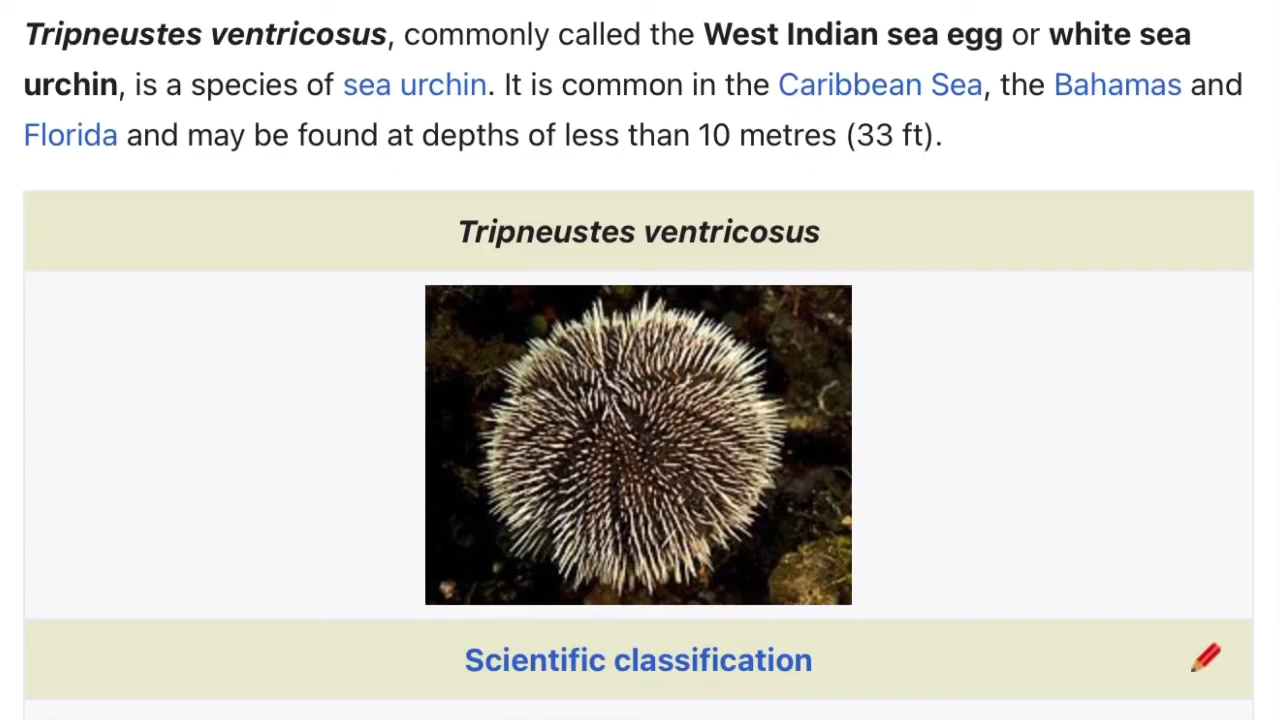 Tripneustes ventricosus, commonly called the West Indian sea egg or white sea
urchin, is a species of sea urchin. It is common in the Caribbean Sea, the Bahamas and
Florida and may be found at depths of less than 10 metres (33 ft).
Tripneustes ventricosus
Scientific classification